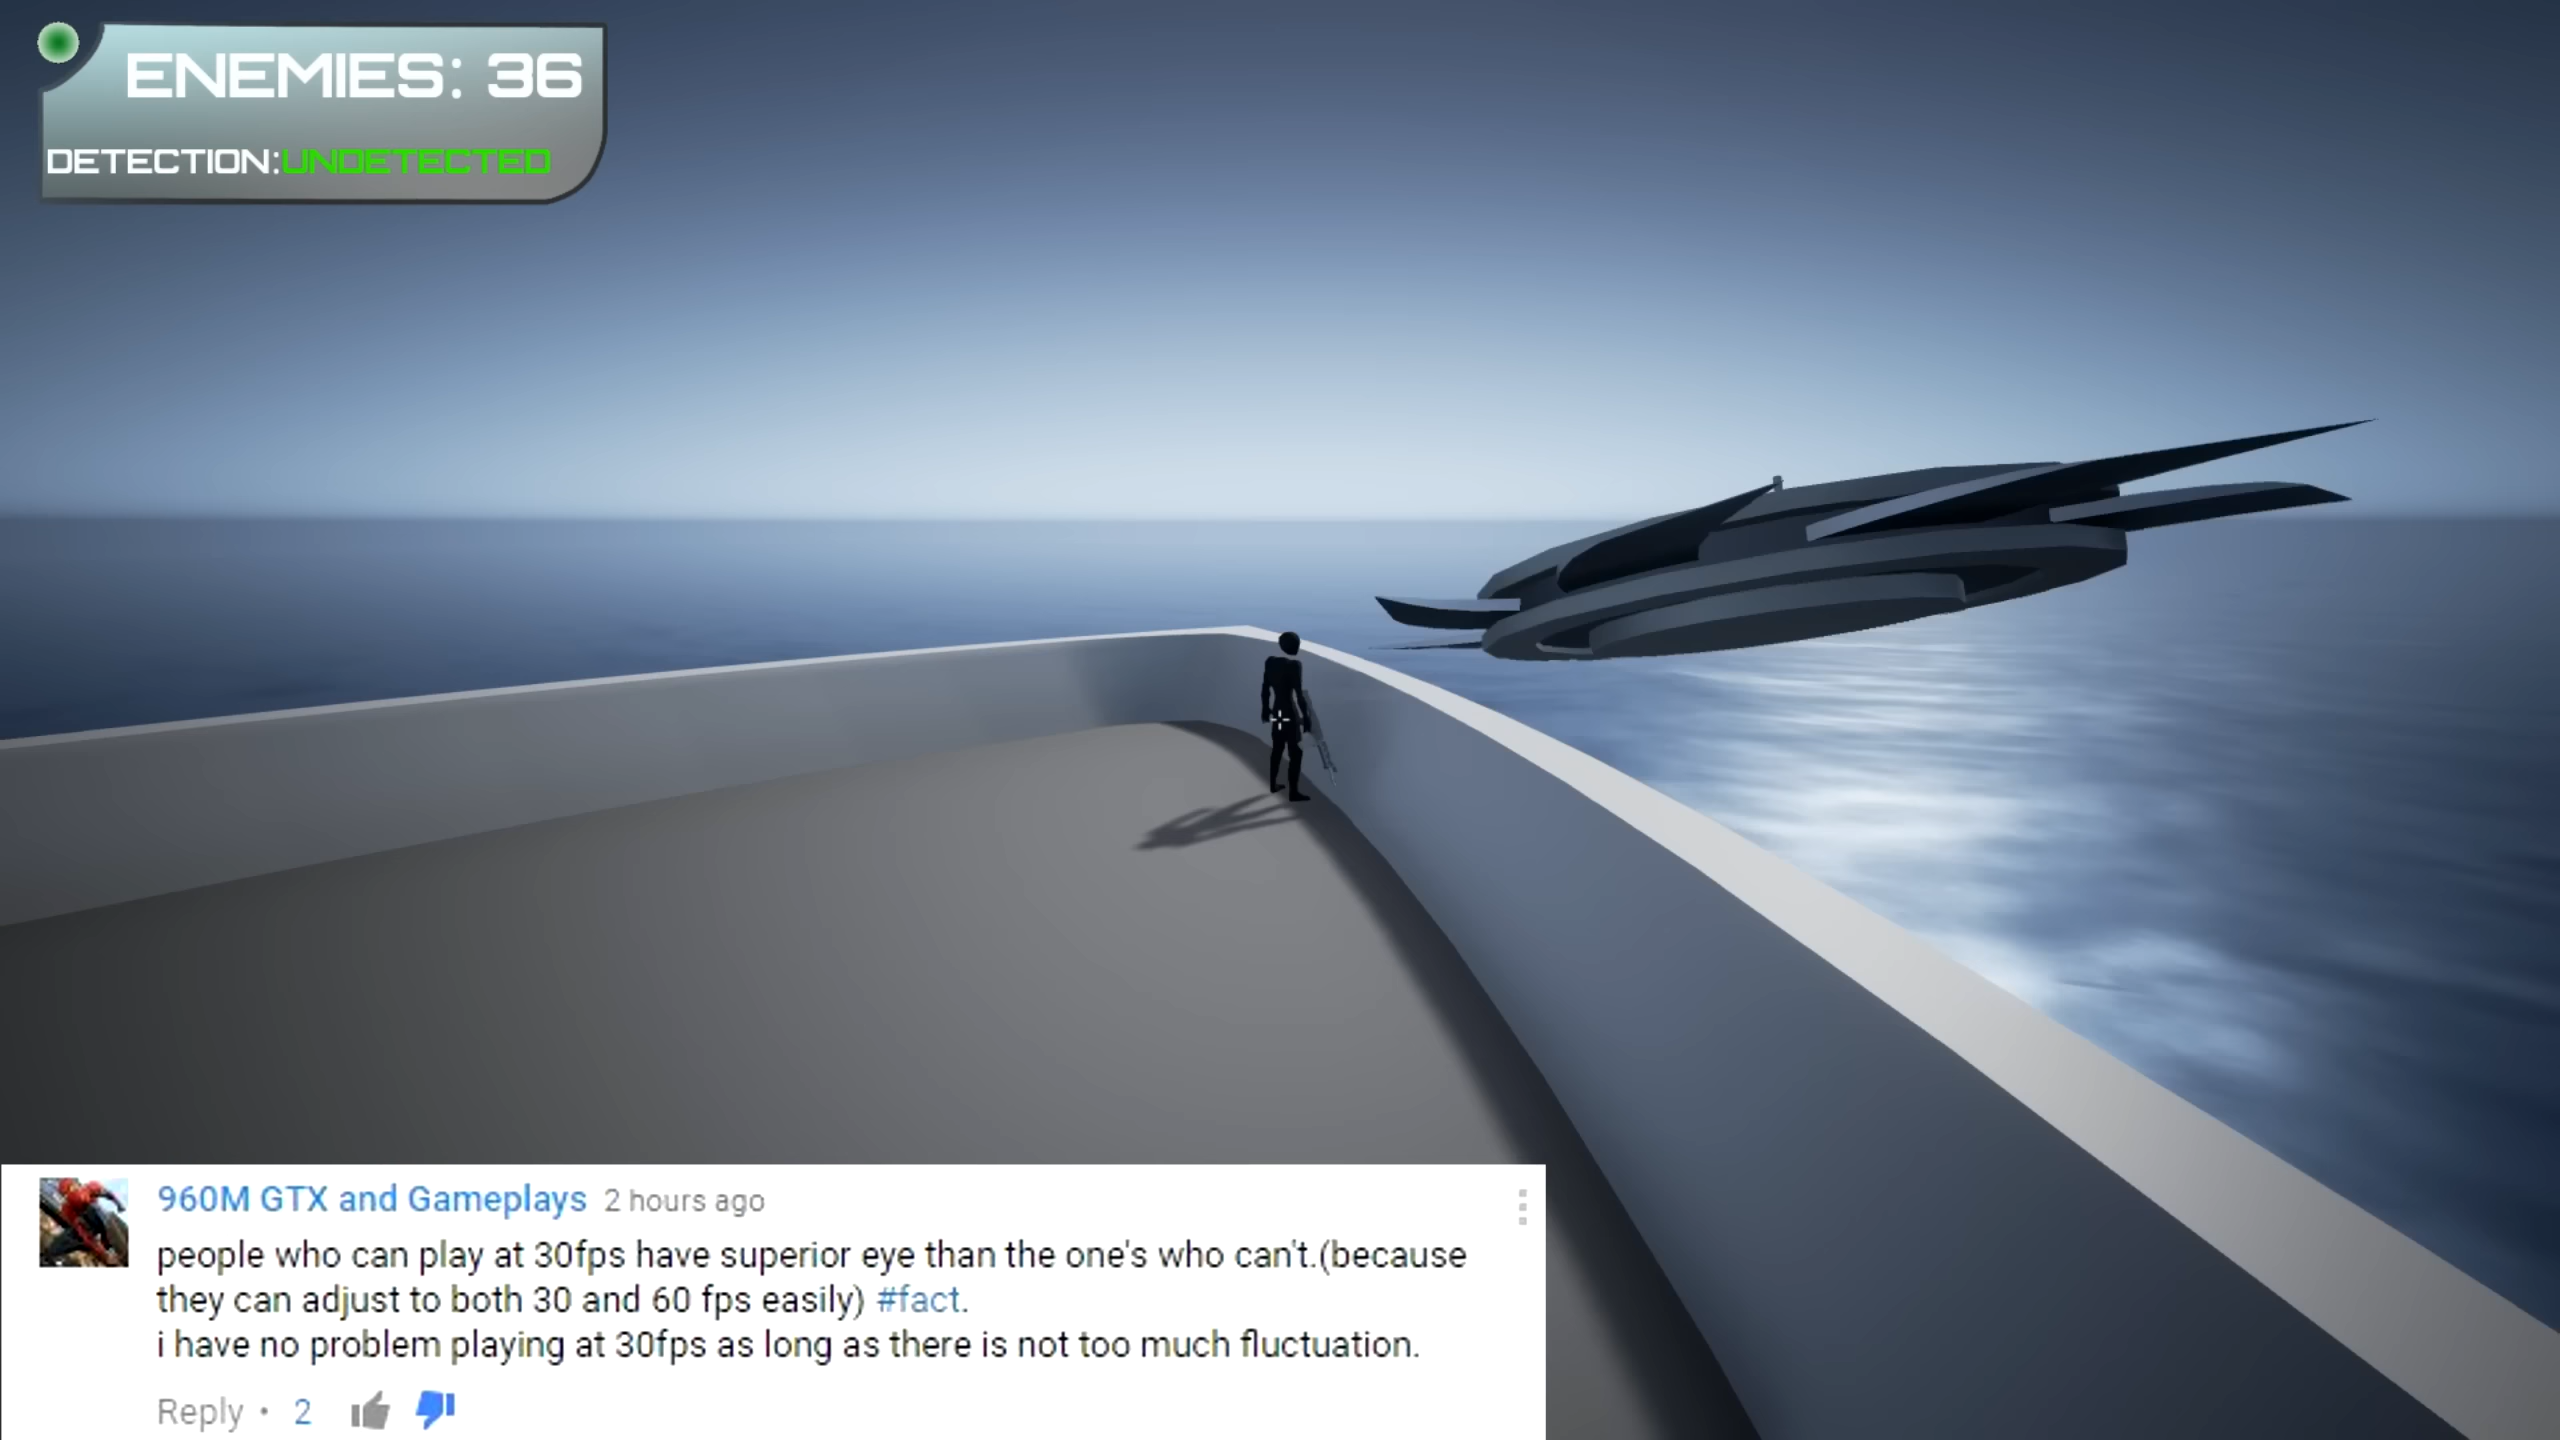 ENEMIES: 36
DETECTION:UNDETECTED
960M GTX and Gameplays 2 hours ago
people who can play at 30fps have superior eye than the one's who can't.(because
they can adjust to both 30 and 60 fps easily) #fact.
i have no problem playing at 30fps as long as there is not too much fluctuation.
Reply • 2